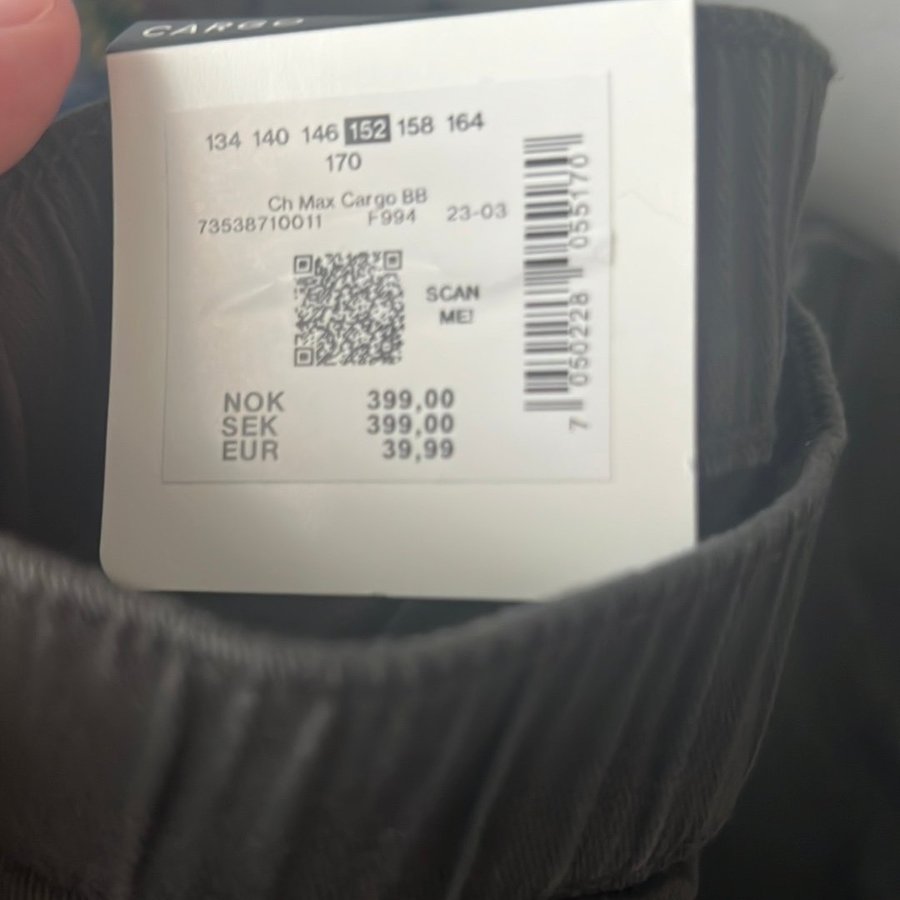 CARGO
134 140 146 152 158 164
170
Ch Max Cargo BB
73538710011 F994 23-03
SCAN
ME!
NOK 399,00
SEK 399,00
EUR 39,99
7 050228 055170